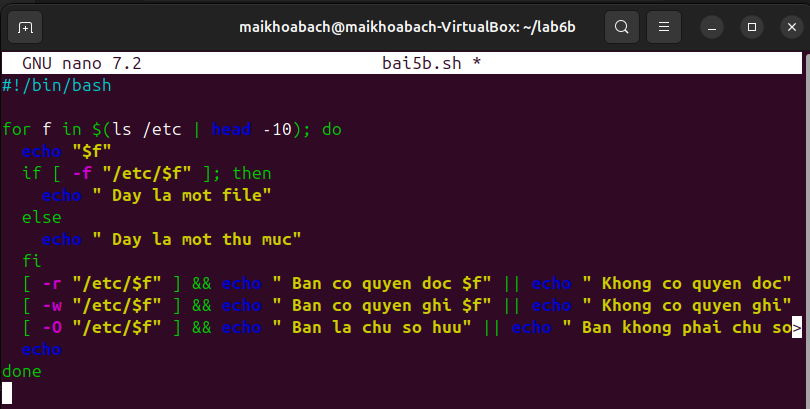 maikhoabach@maikhoabach-VirtualBox: ~/lab6b
GNU nano 7.2 bai5b.sh *
#!/bin/bash
for f in $(ls /etc | head -10); do
echo "$f"
if [ -f "/etc/$f" ]; then
echo " Day la mot file"
else
echo " Day la mot thu muc"
fi
[ -r "/etc/$f" ] && echo " Ban co quyen doc $f" || echo " Khong co quyen doc"
[ -w "/etc/$f" ] && echo " Ban co quyen ghi $f" || echo " Khong co quyen ghi"
[ -O "/etc/$f" ] && echo " Ban la chu so huu" || echo " Ban khong phai chu so>
echo
done